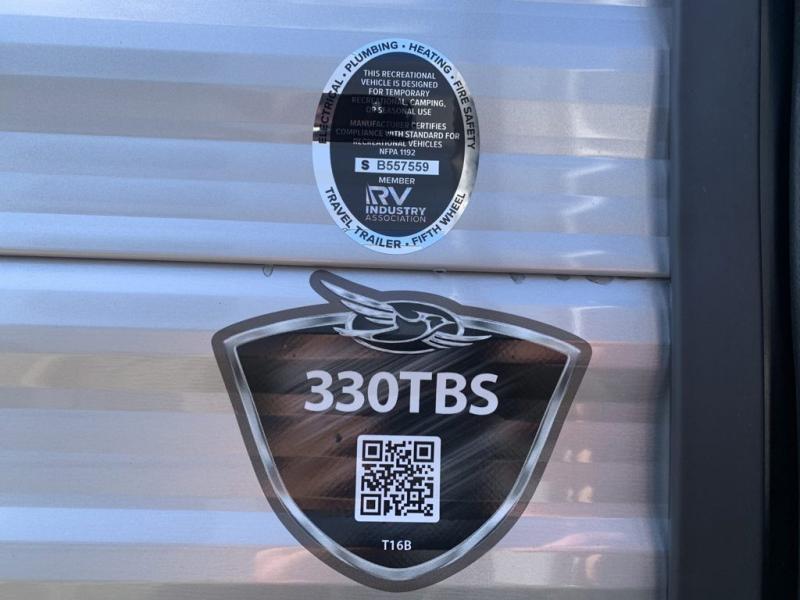 ELECTRICAL • PLUMBING • HEATING • FIRE SAFETY
THIS RECREATIONAL
VEHICLE IS DESIGNED
FOR TEMPORARY
RECREATIONAL, CAMPING,
OR SEASONAL USE
MANUFACTURER CERTIFIES
COMPLIANCE WITH STANDARD FOR
RECREATIONAL VEHICLES
NFPA 1192
S B557559
MEMBER
RV
INDUSTRY
ASSOCIATION
TRAVEL TRAILER • FIFTH WHEEL
330TBS
T16B